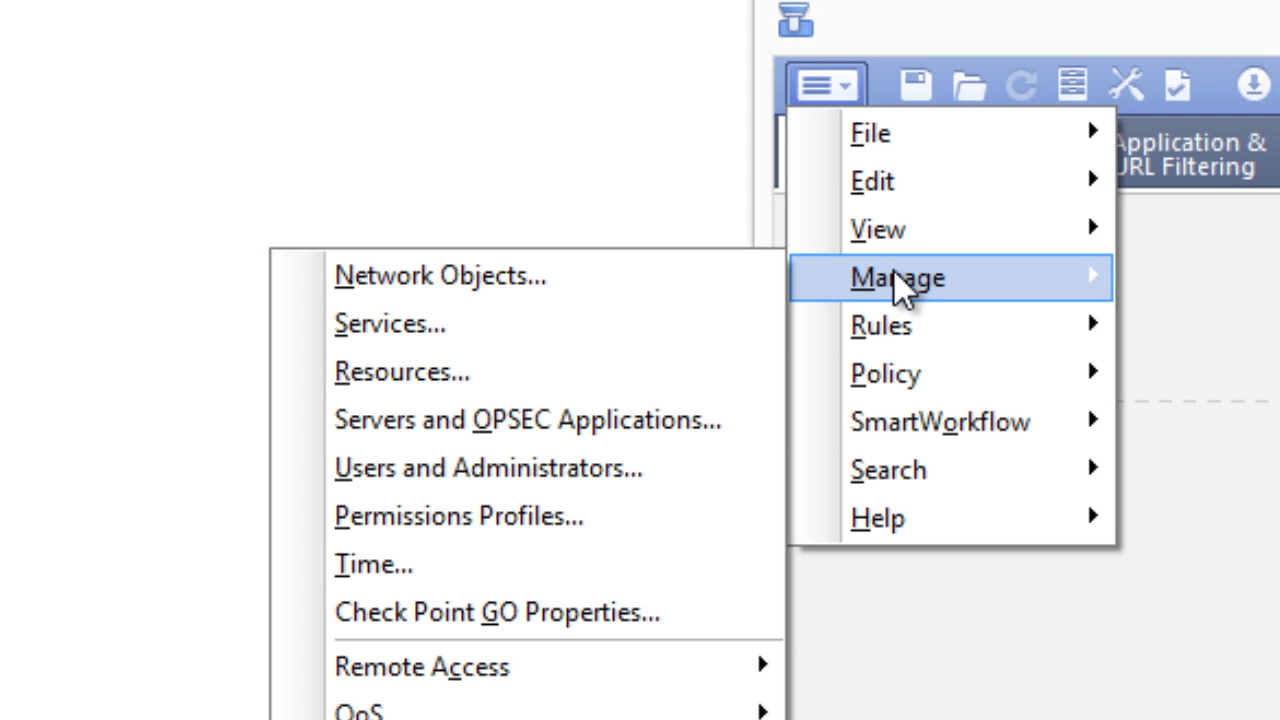 Application &
URL Filtering
File
Edit
View
Manage
Rules
Policy
SmartWorkflow
Search
Help
Network Objects...
Services...
Resources...
Servers and OPSEC Applications...
Users and Administrators...
Permissions Profiles...
Time...
Check Point GO Properties...
Remote Access
QoS